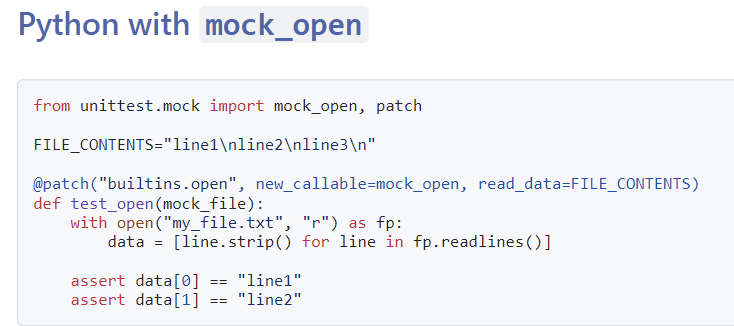 Python with mock_open
from unittest.mock import mock_open, patch
FILE_CONTENTS="line1\nline2\nline3\n"
@patch("builtins.open", new_callable=mock_open, read_data=FILE_CONTENTS)
def test_open(mock_file):
    with open("my_file.txt", "r") as fp:
        data = [line.strip() for line in fp.readlines()]
    assert data[0] == "line1"
    assert data[1] == "line2"